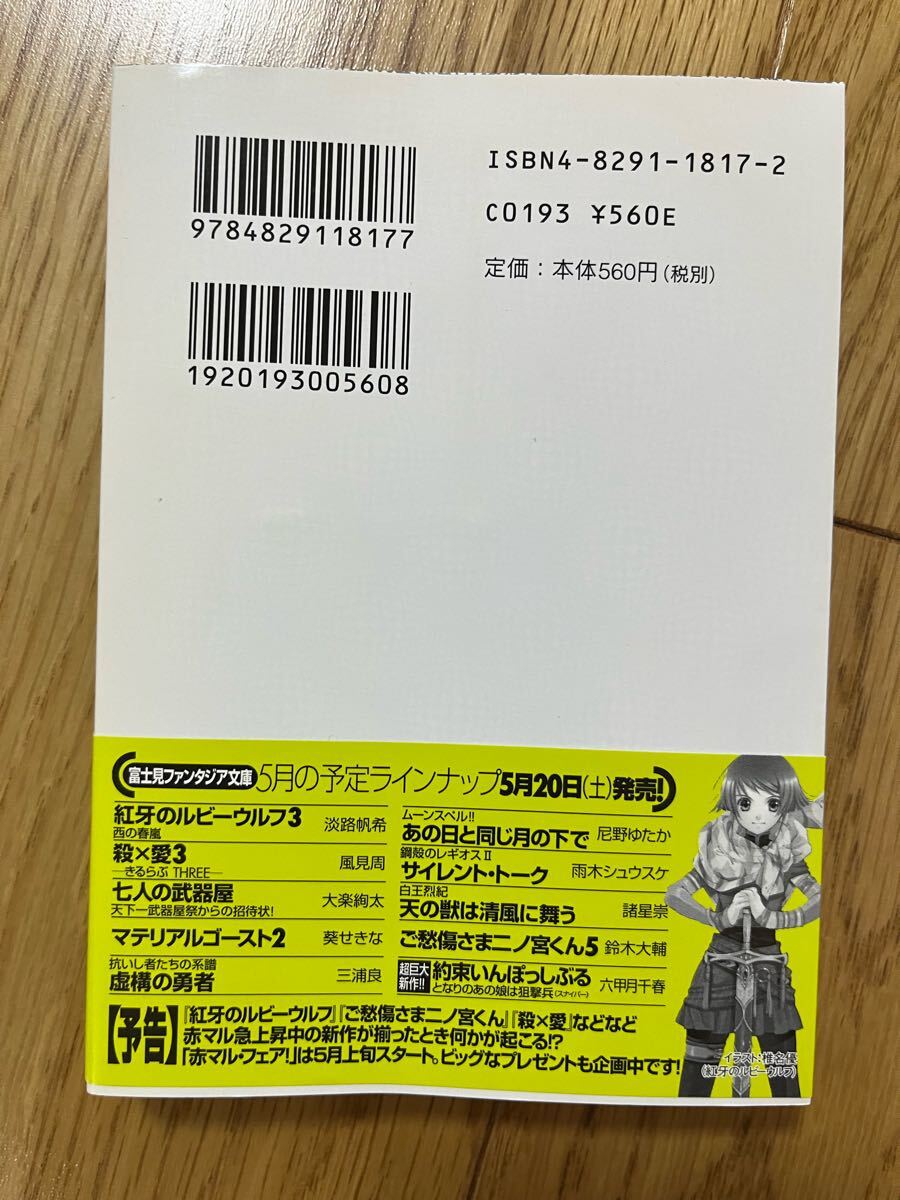 9784829118177
1920193005608
ISBN4-8291-1817-2
C0193 ¥560E
定価：本体560円（税別）
富士見ファンタジア文庫 5月の予定ラインナップ 5月20日（土）発売！
紅牙のルビーウルフ3 淡路帆希
西の春嵐
殺×愛3 風見周
―きるらぶ THREE―
七人の武器屋 大楽絢太
天下一武器屋祭からの招待状！
マテリアルゴースト2 葵せきな
抗いし者たちの系譜
虚構の勇者 三浦良
ムーンスペル!!
あの日と同じ月の下で 尼野ゆたか
鋼殻のレギオスⅡ
サイレント・トーク 雨木シュウスケ
白王烈紀
天の獣は清風に舞う 諸星崇
ご愁傷さま二ノ宮くん5 鈴木大輔
超巨大新作!! 約束いんぽっしぶる 六甲月千春
となりのあの娘は狙撃兵（スナイパー）
【予告】
『紅牙のルビーウルフ』『ご愁傷さま二ノ宮くん』『殺×愛』などなど
赤マル急上昇中の新作が揃ったとき何かが起こる!?
「赤マル・フェア!」は5月上旬スタート。ビッグなプレゼントも企画中です！
イラスト：椎名優
（紅牙のルビーウルフ）